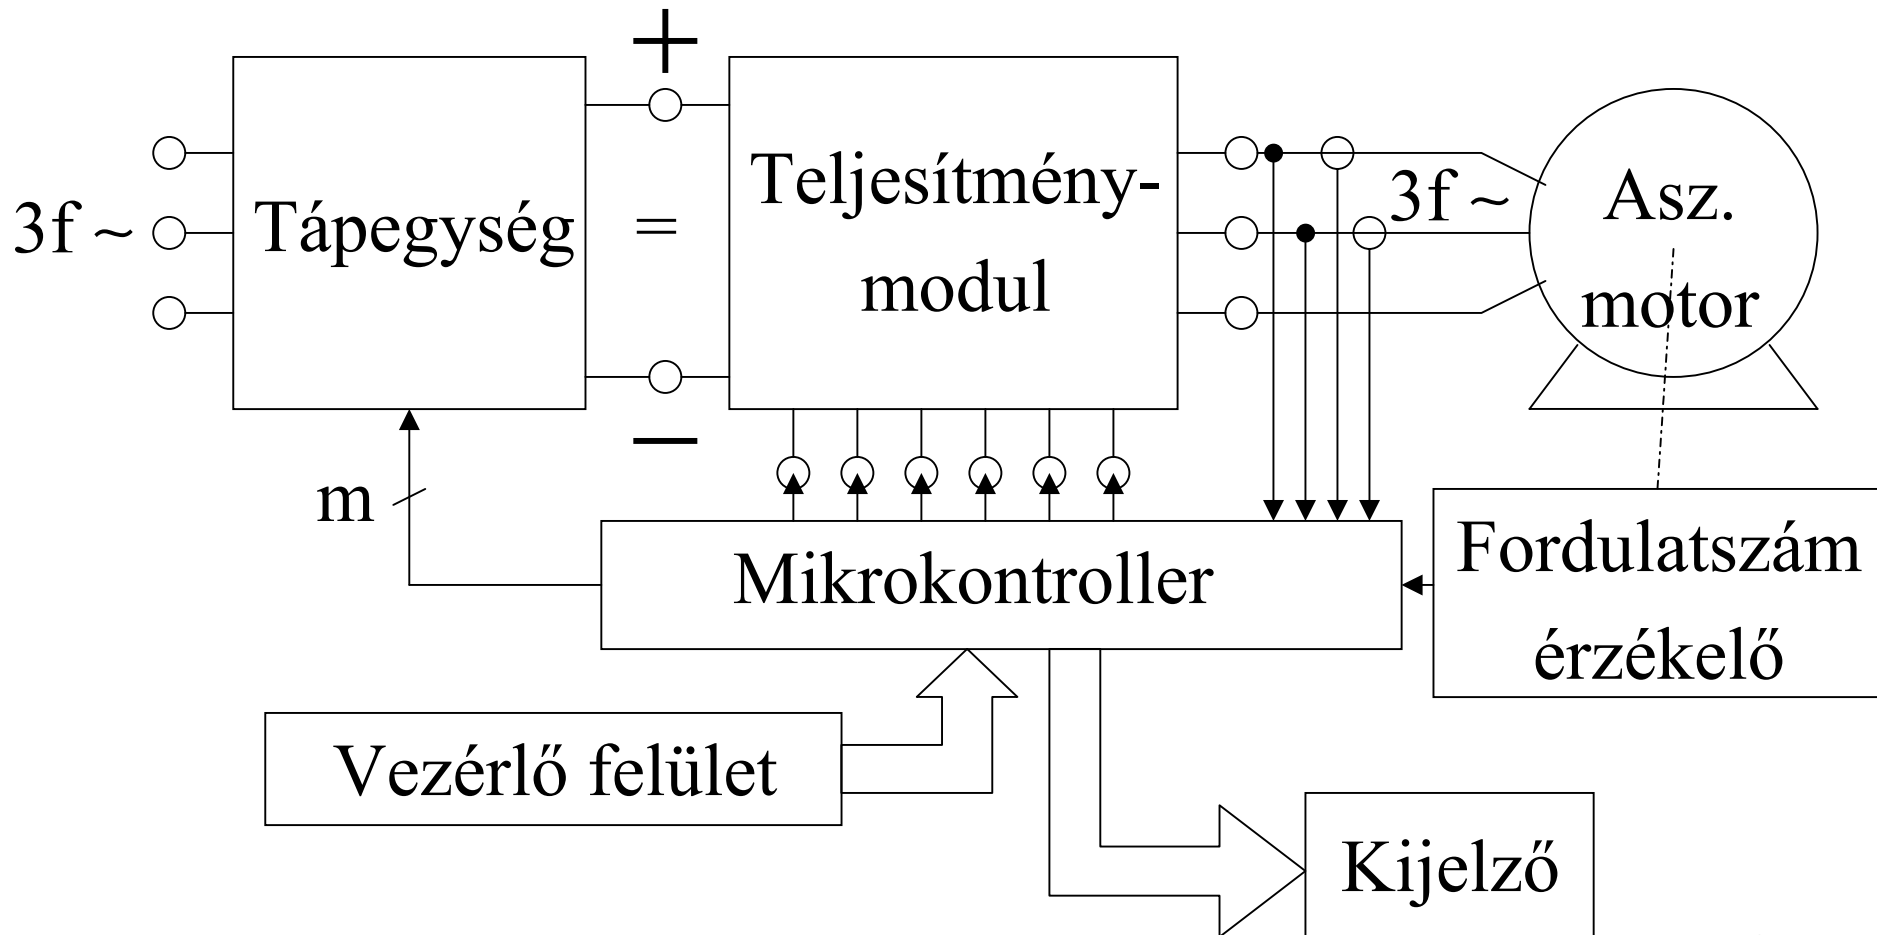 +
3f ~
Tápegység
=
Teljesítmény-
modul
3f ~
Asz.
motor
–
m
Mikrokontroller
Fordulatszám
érzékelő
Vezérlő felület
Kijelző